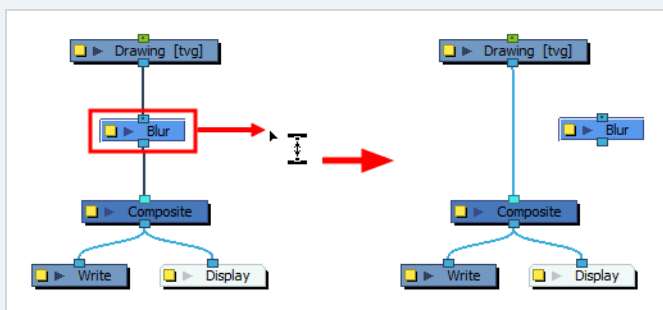 Drawing [tvg]
Blur
Composite
Write
Display
Drawing [tvg]
Blur
Composite
Write
Display